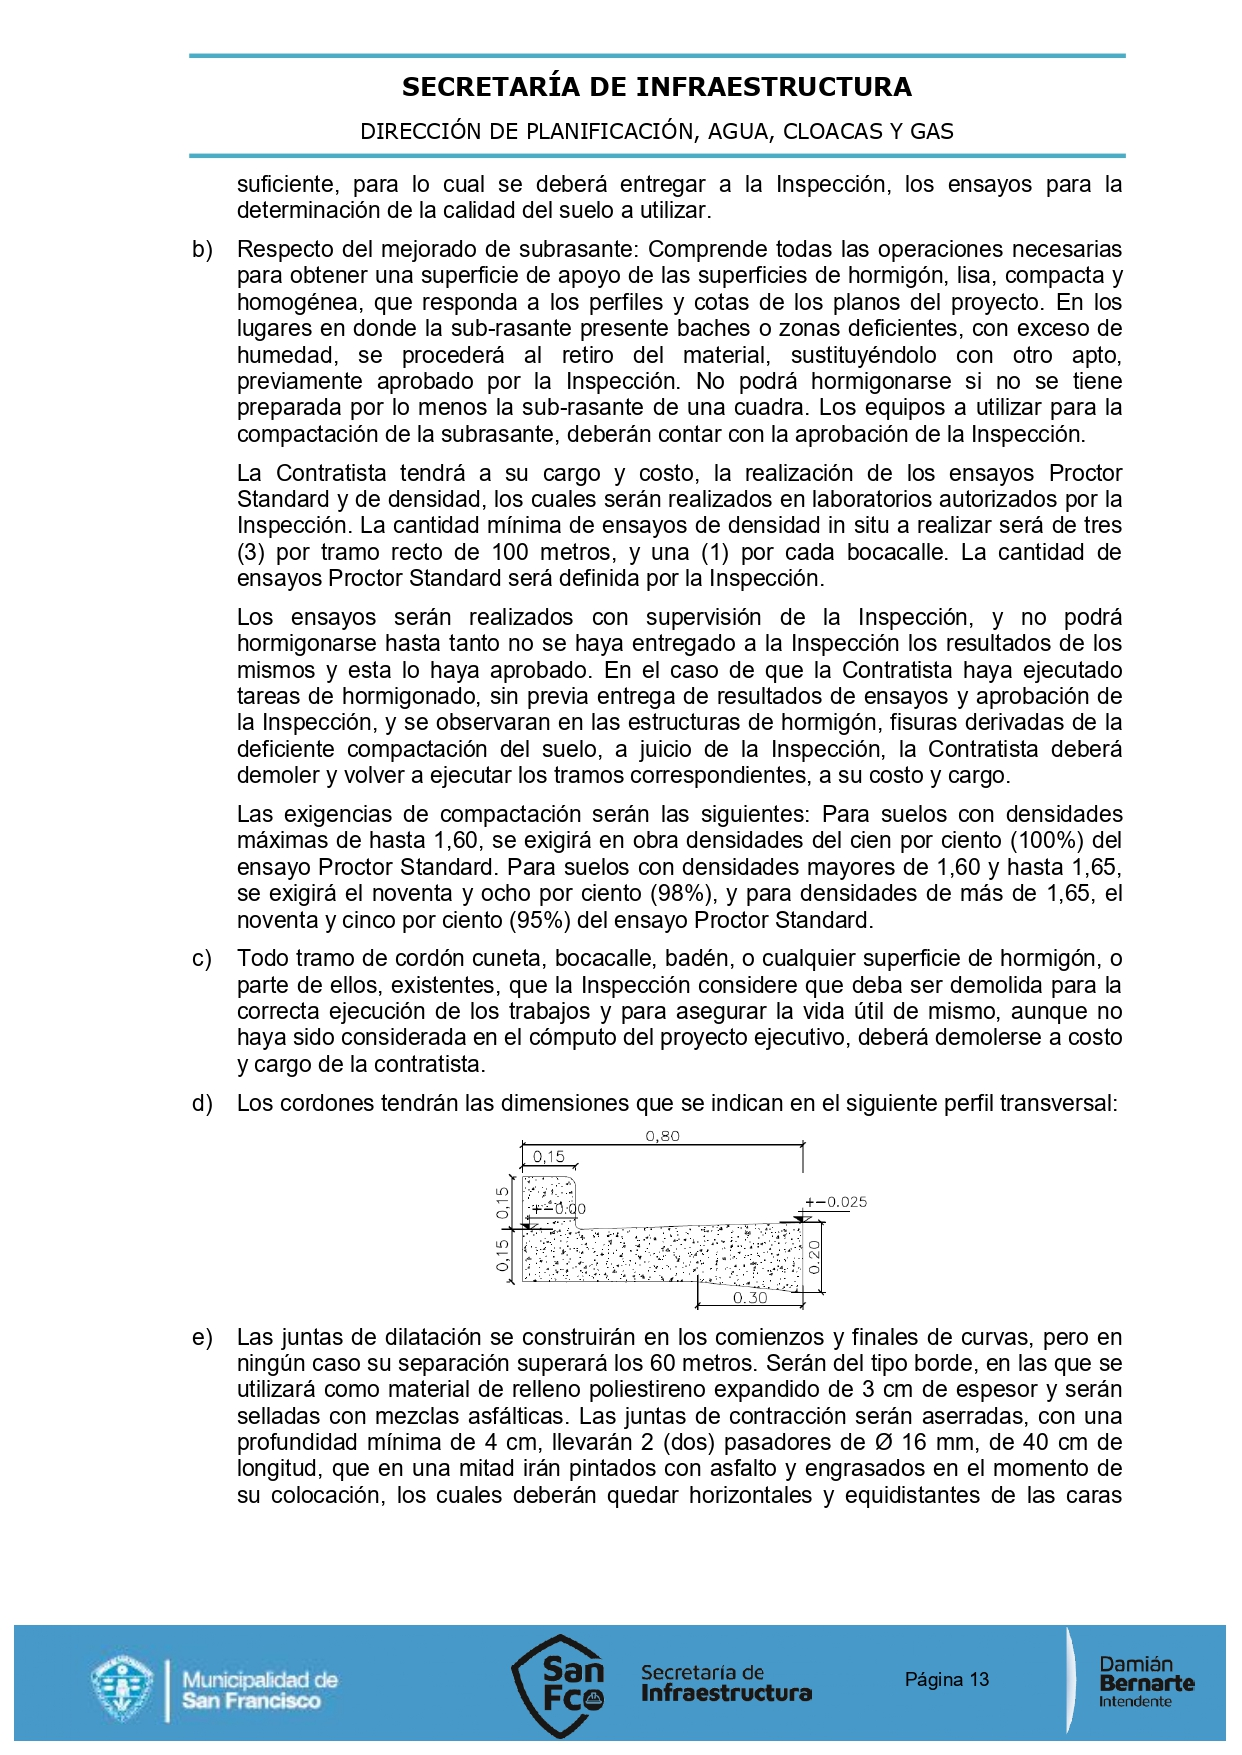 SECRETARÍA DE INFRAESTRUCTURA
DIRECCIÓN DE PLANIFICACIÓN, AGUA, CLOACAS Y GAS
suficiente, para lo cual se deberá entregar a la Inspección, los ensayos para la
determinación de la calidad del suelo a utilizar.
b) Respecto del mejorado de subrasante: Comprende todas las operaciones necesarias
para obtener una superficie de apoyo de las superficies de hormigón, lisa, compacta y
homogénea, que responda a los perfiles y cotas de los planos del proyecto. En los
lugares en donde la sub-rasante presente baches o zonas deficientes, con exceso de
humedad, se procederá al retiro del material, sustituyéndolo con otro apto,
previamente aprobado por la Inspección. No podrá hormigonarse si no se tiene
preparada por lo menos la sub-rasante de una cuadra. Los equipos a utilizar para la
compactación de la subrasante, deberán contar con la aprobación de la Inspección.
La Contratista tendrá a su cargo y costo, la realización de los ensayos Proctor
Standard y de densidad, los cuales serán realizados en laboratorios autorizados por la
Inspección. La cantidad mínima de ensayos de densidad in situ a realizar será de tres
(3) por tramo recto de 100 metros, y una (1) por cada bocacalle. La cantidad de
ensayos Proctor Standard será definida por la Inspección.
Los ensayos serán realizados con supervisión de la Inspección, y no podrá
hormigonarse hasta tanto no se haya entregado a la Inspección los resultados de los
mismos y esta lo haya aprobado. En el caso de que la Contratista haya ejecutado
tareas de hormigonado, sin previa entrega de resultados de ensayos y aprobación de
la Inspección, y se observaran en las estructuras de hormigón, fisuras derivadas de la
deficiente compactación del suelo, a juicio de la Inspección, la Contratista deberá
demoler y volver a ejecutar los tramos correspondientes, a su costo y cargo.
Las exigencias de compactación serán las siguientes: Para suelos con densidades
máximas de hasta 1,60, se exigirá en obra densidades del cien por ciento (100%) del
ensayo Proctor Standard. Para suelos con densidades mayores de 1,60 y hasta 1,65,
se exigirá el noventa y ocho por ciento (98%), y para densidades de más de 1,65, el
noventa y cinco por ciento (95%) del ensayo Proctor Standard.
c) Todo tramo de cordón cuneta, bocacalle, badén, o cualquier superficie de hormigón, o
parte de ellos, existentes, que la Inspección considere que deba ser demolida para la
correcta ejecución de los trabajos y para asegurar la vida útil de mismo, aunque no
haya sido considerada en el cómputo del proyecto ejecutivo, deberá demolerse a costo
y cargo de la contratista.
d) Los cordones tendrán las dimensiones que se indican en el siguiente perfil transversal:
0,80
0,15
0,15
+-0.00
+-0.025
0,15
0.20
0.30
e) Las juntas de dilatación se construirán en los comienzos y finales de curvas, pero en
ningún caso su separación superará los 60 metros. Serán del tipo borde, en las que se
utilizará como material de relleno poliestireno expandido de 3 cm de espesor y serán
selladas con mezclas asfálticas. Las juntas de contracción serán aserradas, con una
profundidad mínima de 4 cm, llevarán 2 (dos) pasadores de Ø 16 mm, de 40 cm de
longitud, que en una mitad irán pintados con asfalto y engrasados en el momento de
su colocación, los cuales deberán quedar horizontales y equidistantes de las caras
Municipalidad de
San Francisco
San
Fco
Secretaría de
Infraestructura
Página 13
Damián
Bernarte
Intendente